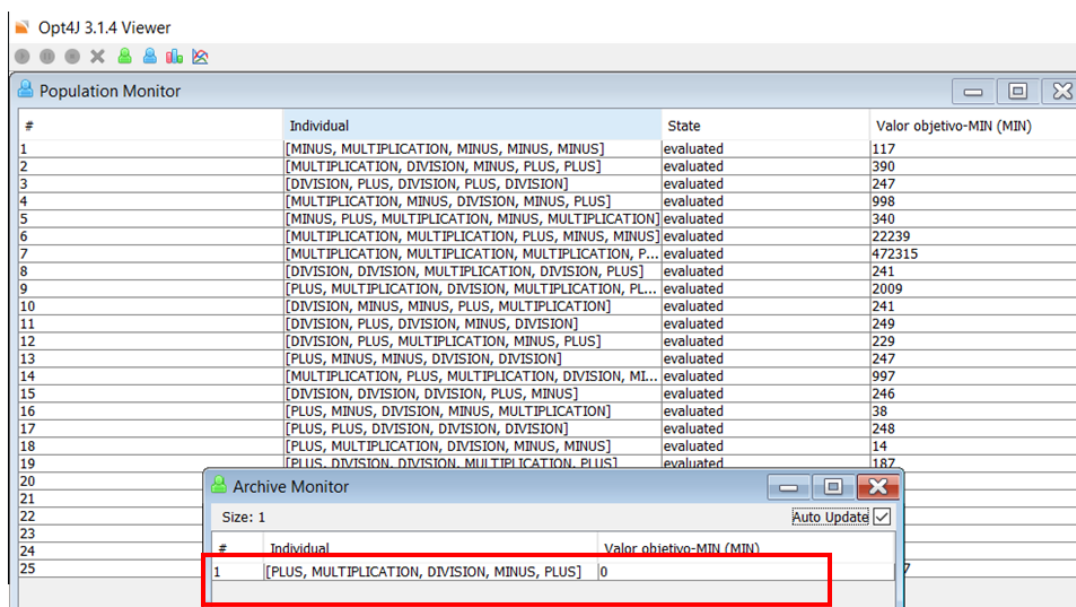 Opt4J 3.1.4 Viewer
Population Monitor
# Individual State Valor objetivo-MIN (MIN)
1 [MINUS, MULTIPLICATION, MINUS, MINUS, MINUS] evaluated 117
2 [MULTIPLICATION, DIVISION, MINUS, PLUS, PLUS] evaluated 390
3 [DIVISION, PLUS, DIVISION, PLUS, DIVISION] evaluated 247
4 [MULTIPLICATION, MINUS, DIVISION, MINUS, PLUS] evaluated 998
5 [MINUS, PLUS, MULTIPLICATION, MINUS, MULTIPLICATION] evaluated 340
6 [MULTIPLICATION, MULTIPLICATION, PLUS, MINUS, MINUS] evaluated 22239
7 [MULTIPLICATION, MULTIPLICATION, MULTIPLICATION, P... evaluated 472315
8 [DIVISION, DIVISION, MULTIPLICATION, DIVISION, PLUS] evaluated 241
9 [PLUS, MULTIPLICATION, DIVISION, MULTIPLICATION, PL... evaluated 2009
10 [DIVISION, MINUS, MINUS, PLUS, MULTIPLICATION] evaluated 241
11 [DIVISION, PLUS, DIVISION, MINUS, DIVISION] evaluated 249
12 [DIVISION, PLUS, MULTIPLICATION, MINUS, PLUS] evaluated 229
13 [PLUS, MINUS, MINUS, DIVISION, DIVISION] evaluated 247
14 [MULTIPLICATION, PLUS, MULTIPLICATION, DIVISION, MI... evaluated 997
15 [DIVISION, DIVISION, DIVISION, PLUS, MINUS] evaluated 246
16 [PLUS, MINUS, DIVISION, MINUS, MULTIPLICATION] evaluated 38
17 [PLUS, PLUS, DIVISION, DIVISION, DIVISION] evaluated 248
18 [PLUS, MULTIPLICATION, DIVISION, MINUS, MINUS] evaluated 14
19 [PLUS, DIVISION, DIVISION, MULTIPLICATION, PLUS] evaluated 187
20
21
22
23
24
25 7
Archive Monitor
Size: 1 Auto Update
# Individual Valor objetivo-MIN (MIN)
1 [PLUS, MULTIPLICATION, DIVISION, MINUS, PLUS] 0